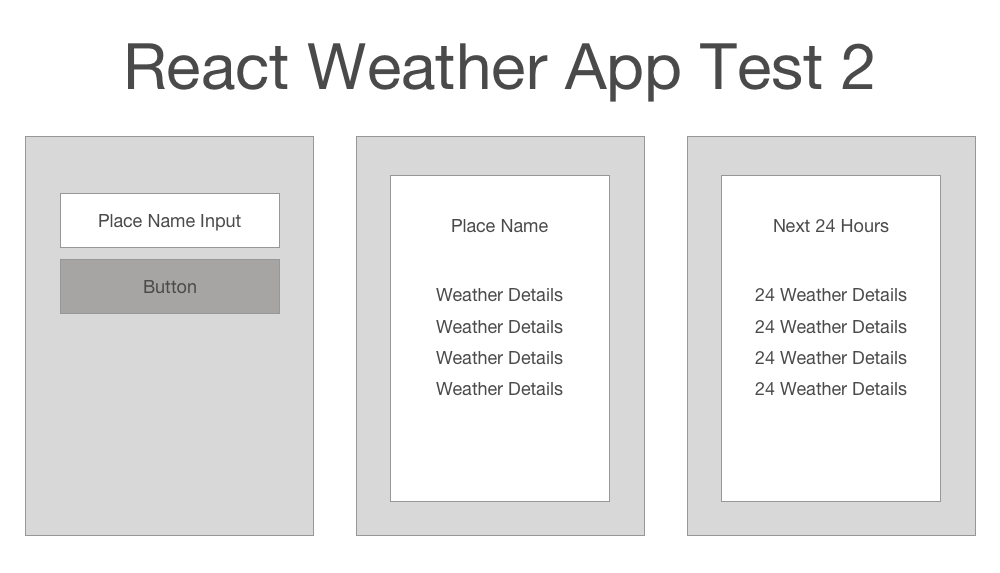 React Weather App Test 2
Place Name Input
Button
Place Name
Weather Details
Weather Details
Weather Details
Weather Details
Next 24 Hours
24 Weather Details
24 Weather Details
24 Weather Details
24 Weather Details